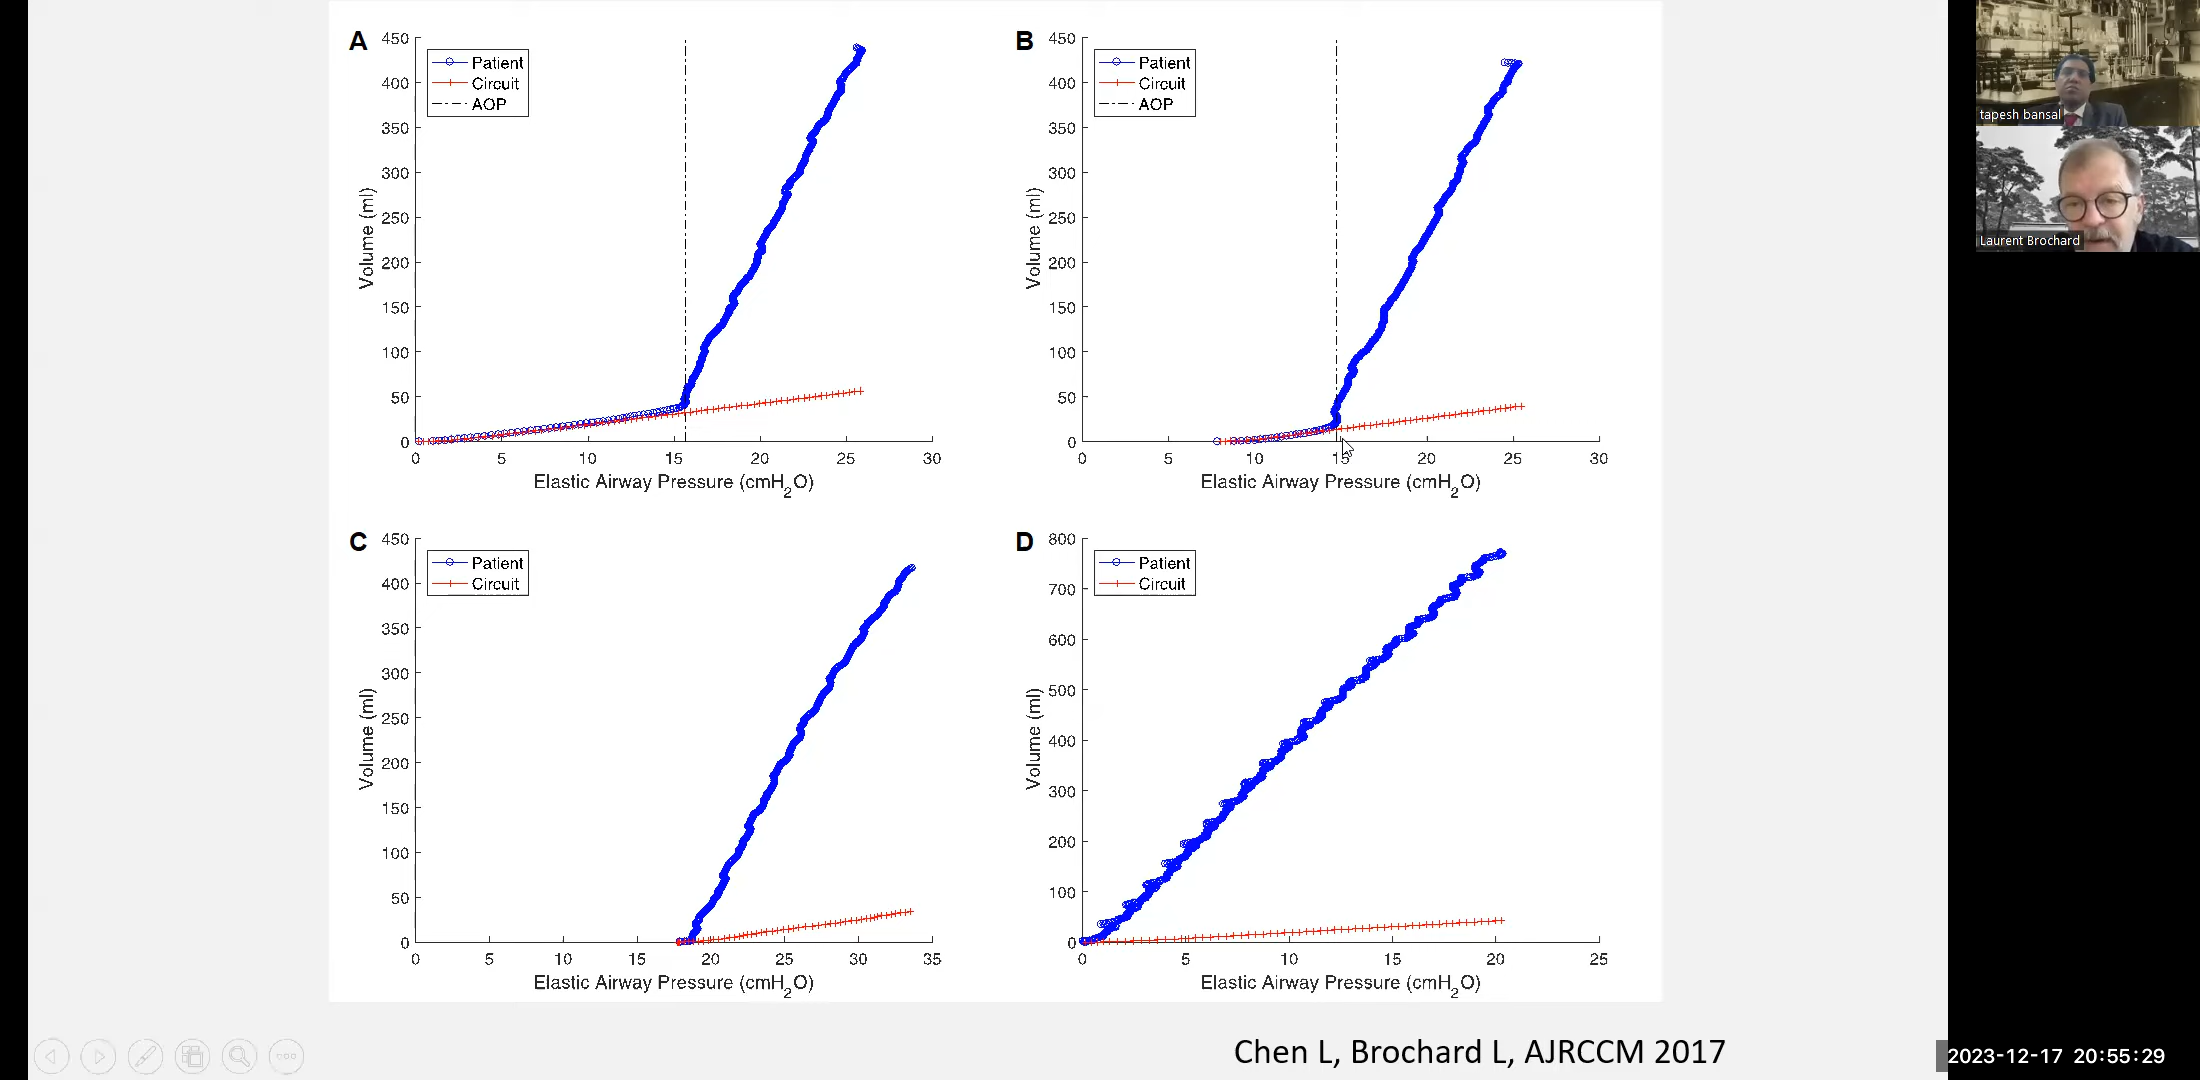 A
450
400
350
300
250
200
150
100
50
0
Volume (ml)
Patient
Circuit
AOP
0 5 10 15 20 25 30
Elastic Airway Pressure (cmH2O)
B
450
400
350
300
250
200
150
100
50
0
Volume (ml)
Patient
Circuit
AOP
0 5 10 15 20 25 30
Elastic Airway Pressure (cmH2O)
C
450
400
350
300
250
200
150
100
50
0
Volume (ml)
Patient
Circuit
0 5 10 15 20 25 30 35
Elastic Airway Pressure (cmH2O)
D
800
700
600
500
400
300
200
100
0
Volume (ml)
Patient
Circuit
0 5 10 15 20 25
Elastic Airway Pressure (cmH2O)
Chen L, Brochard L, AJRCCM 2017
tapesh bansal
Laurent Brochard
2023-12-17 20:55:29